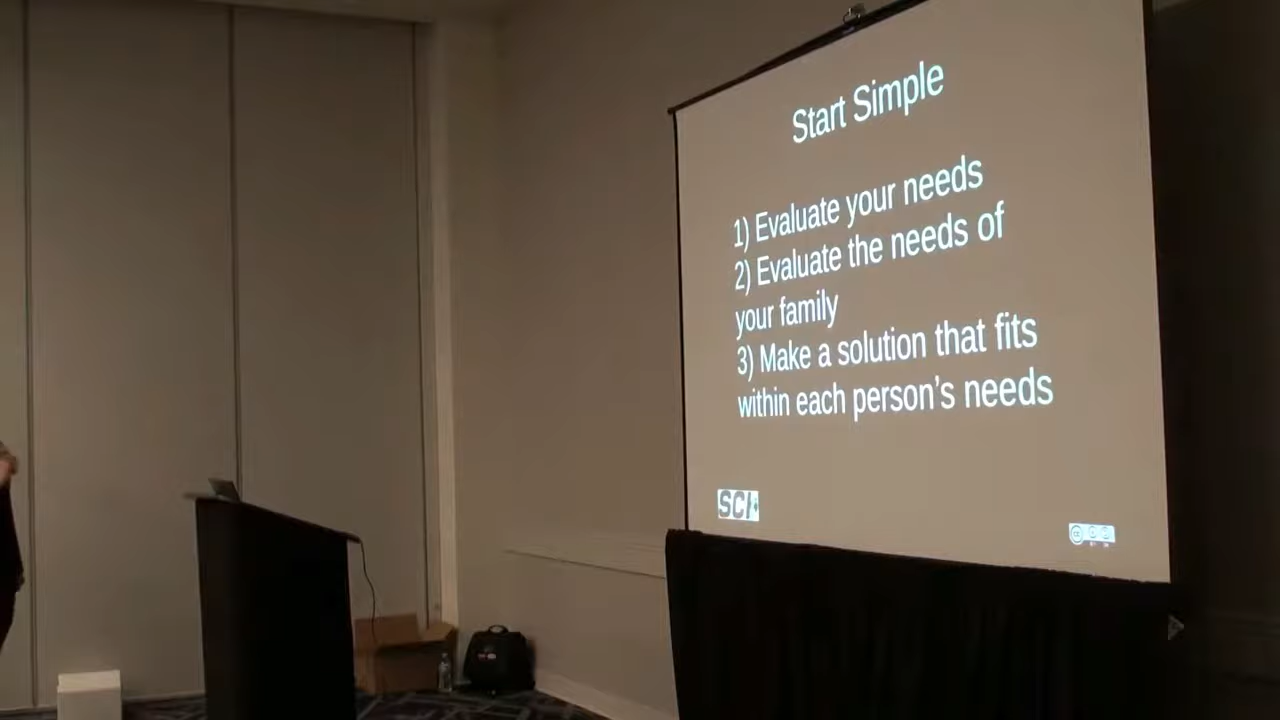 Start Simple
1) Evaluate your needs
2) Evaluate the needs of
your family
3) Make a solution that fits
within each person's needs
SCI
cc